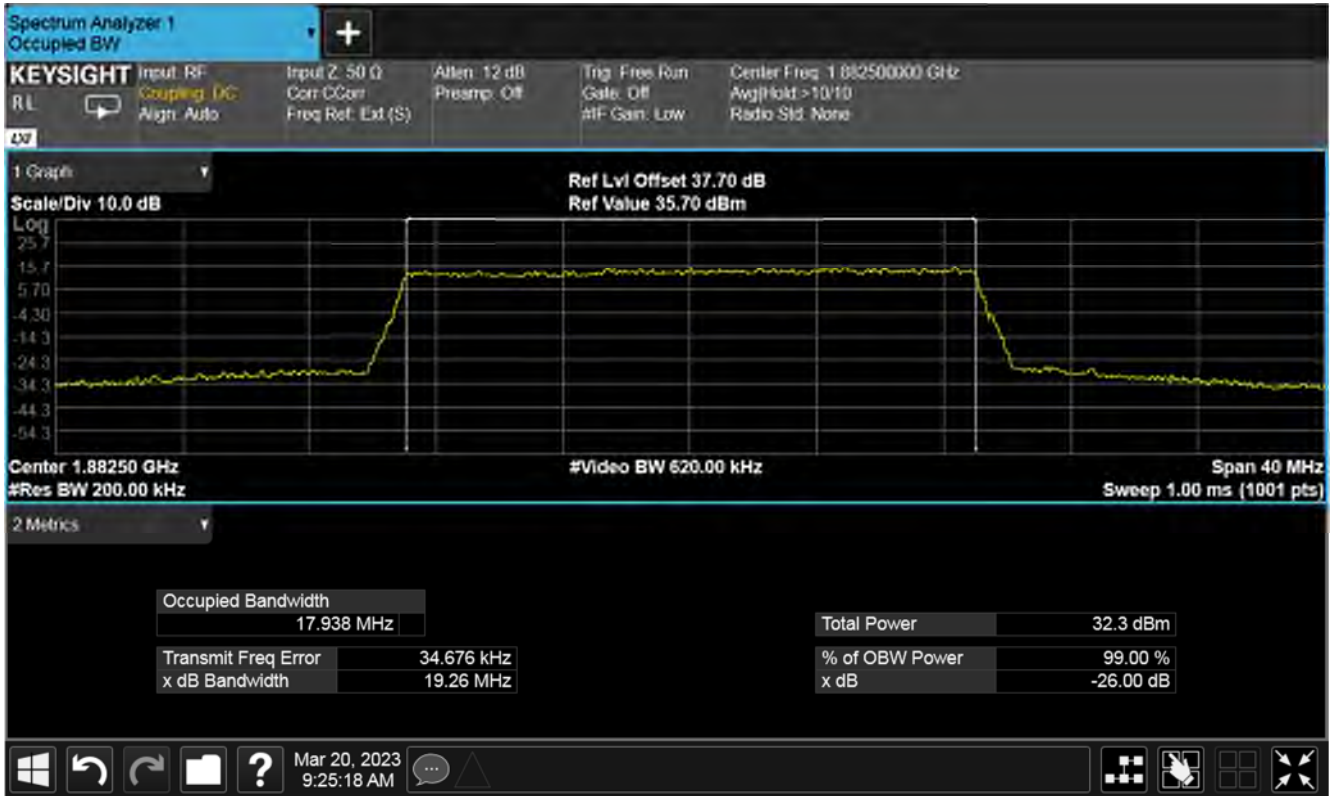 Spectrum Analyzer 1
Occupied BW
+
KEYSIGHT
R L
Input: RF
Coupling: DC
Align: Auto
Input Z: 50 Ω
Corr CCorr
Freq Ref: Ext (S)
Atten: 12 dB
Preamp: Off
Trig: Free Run
Gate: Off
#IF Gain: Low
Center Freq: 1.882500000 GHz
Avg|Hold:>10/10
Radio Std: None
LXI
1 Graph
Scale/Div 10.0 dB
Ref Lvl Offset 37.70 dB
Ref Value 35.70 dBm
Log
25.7
15.7
5.70
-4.30
-14.3
-24.3
-34.3
-44.3
-54.3
Center 1.88250 GHz
#Res BW 200.00 kHz
#Video BW 620.00 kHz
Span 40 MHz
Sweep 1.00 ms (1001 pts)
2 Metrics
Occupied Bandwidth
17.938 MHz
Transmit Freq Error 34.676 kHz
x dB Bandwidth 19.26 MHz
Total Power 32.3 dBm
% of OBW Power 99.00 %
x dB -26.00 dB
?
Mar 20, 2023
9:25:18 AM